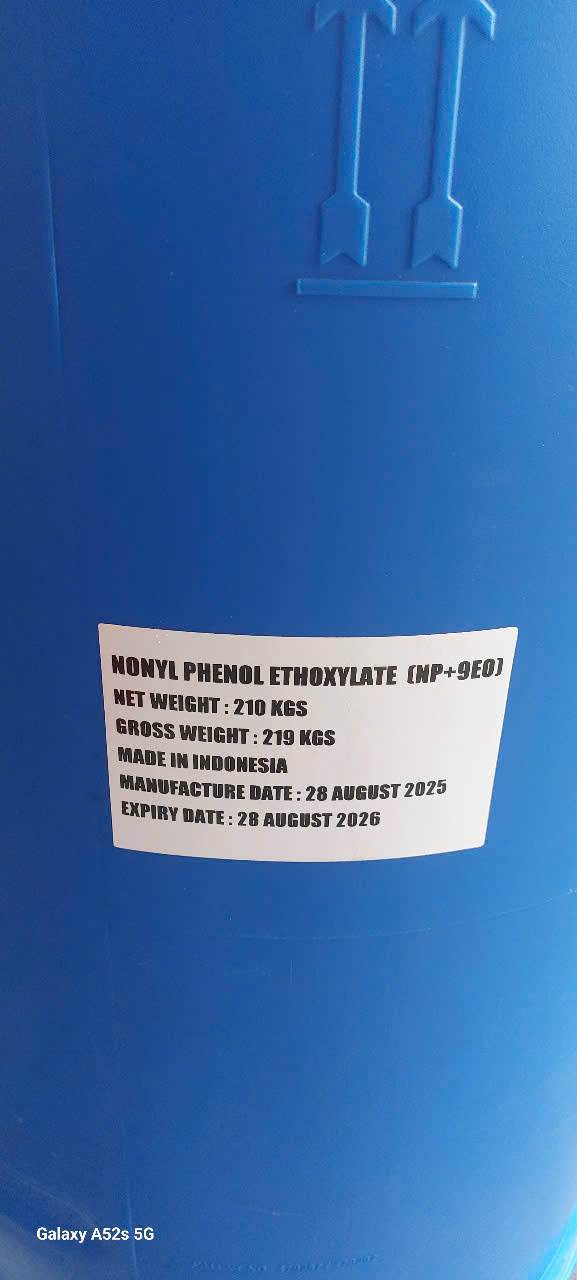 NONYL PHENOL ETHOXYLATE (NP+9EO)
NET WEIGHT : 210 KGS
GROSS WEIGHT : 219 KGS
MADE IN INDONESIA
MANUFACTURE DATE : 28 AUGUST 2025
EXPIRY DATE : 28 AUGUST 2026
Galaxy A52s 5G